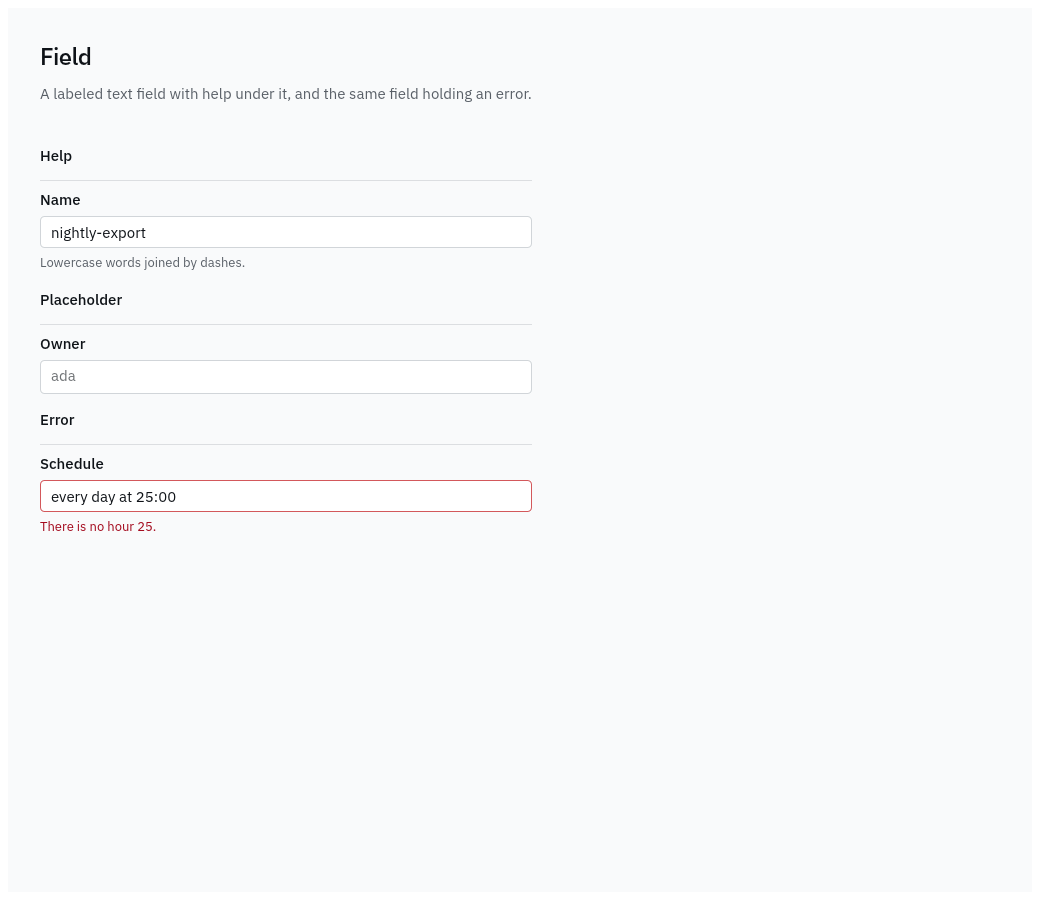 Field
A labeled text field with help under it, and the same field holding an error.
Help
Name
nightly-export
Lowercase words joined by dashes.
Placeholder
Owner
ada
Error
Schedule
every day at 25:00
There is no hour 25.